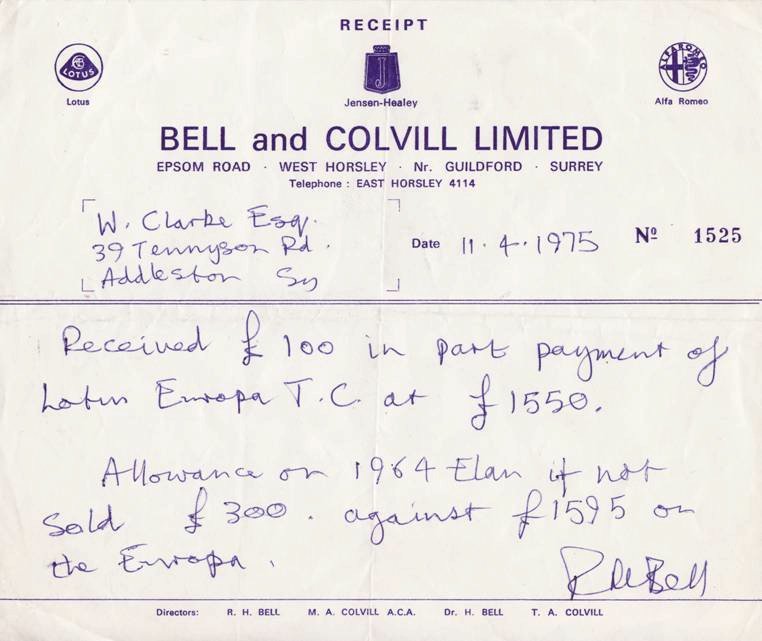 RECEIPT
LOTUS
Lotus
J
Jensen-Healey
ALFA ROMEO
Alfa Romeo
BELL and COLVILL LIMITED
EPSOM ROAD · WEST HORSLEY · Nr. GUILDFORD · SURREY
Telephone : EAST HORSLEY 4114
W. Clarke Esq.
39 Tennyson Rd.
Addleston Sy
Date 11.4.1975 Nº 1525
Received £100 in part payment of
Lotus Europa T.C. at £1550.
Allowance on 1964 Elan if not
Sold £300. against £1595 on
the Europa.
R H Bell
Directors: R. H. BELL M. A. COLVILL A.C.A. Dr. H. BELL T. A. COLVILL